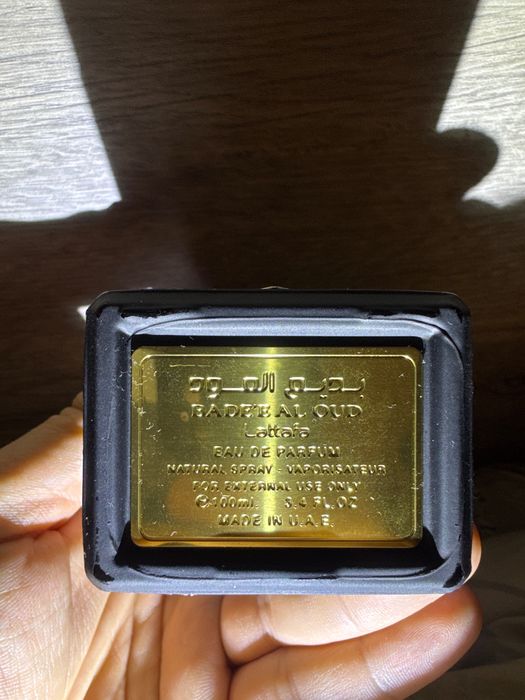 بديع العود
BADE'E AL OUD
Lattafa
EAU DE PARFUM
NATURAL SPRAY - VAPORISATEUR
FOR EXTERNAL USE ONLY
℮100ml. 3.4 FL.OZ
MADE IN U.A.E.